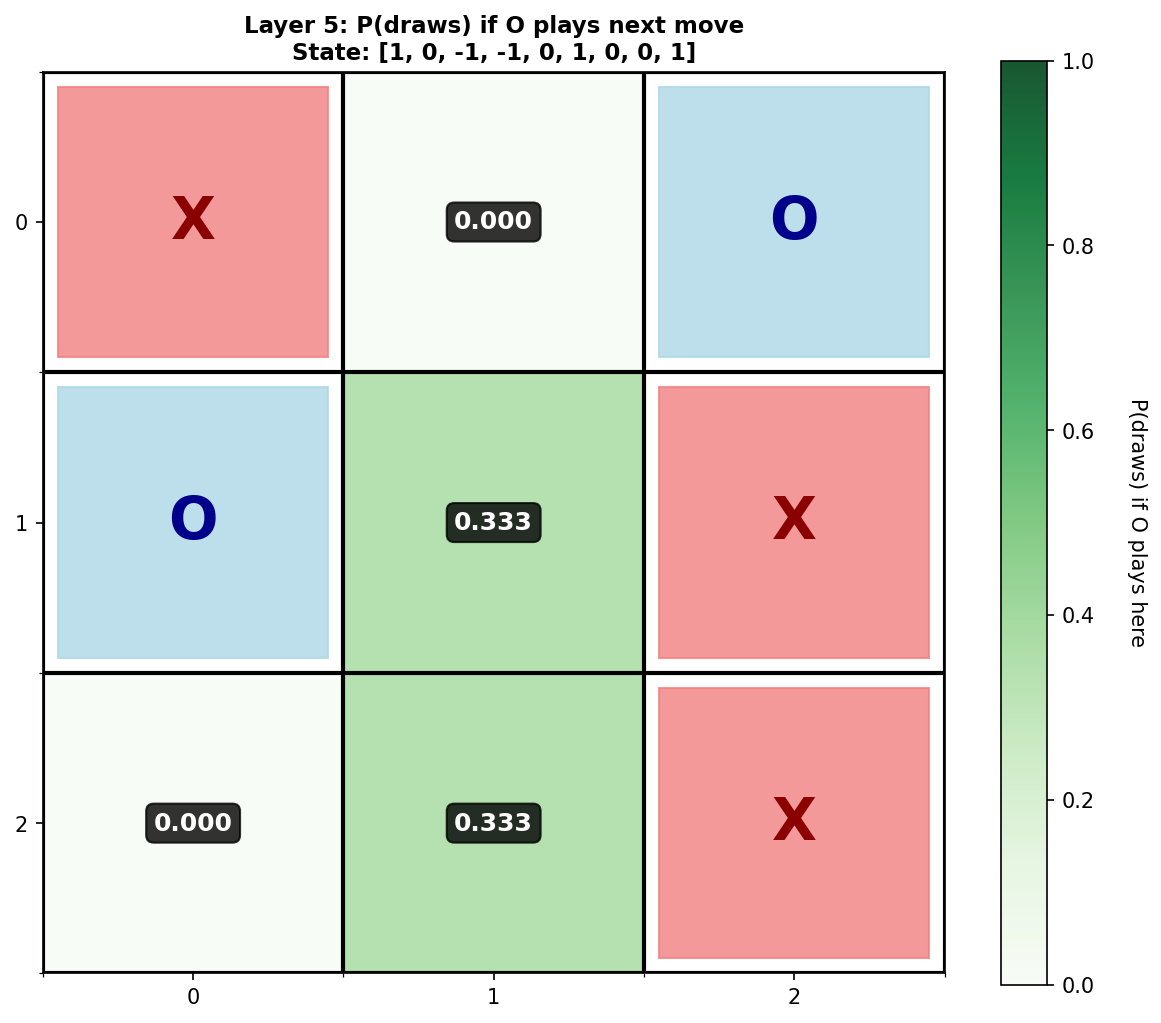 Layer 5: P(draws) if O plays next move
State: [1, 0, -1, -1, 0, 1, 0, 0, 1]
0
X
0.000
O
1
O
0.333
X
2
0.000
0.333
X
0
1
2
1.0
0.8
0.6
0.4
0.2
0.0
P(draws) if O plays here